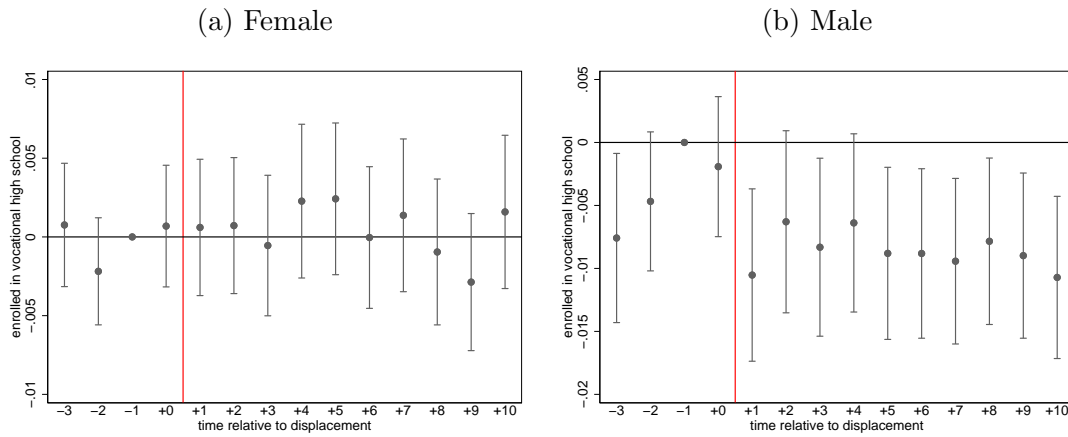 (a) Female
(b) Male
enrolled in vocational high school
.01
.005
0
-.005
-.01
-3 -2 -1 +0 +1 +2 +3 +4 +5 +6 +7 +8 +9 +10
time relative to displacement
enrolled in vocational high school
.005
0
-.005
-.01
-.015
-.02
-3 -2 -1 +0 +1 +2 +3 +4 +5 +6 +7 +8 +9 +10
time relative to displacement